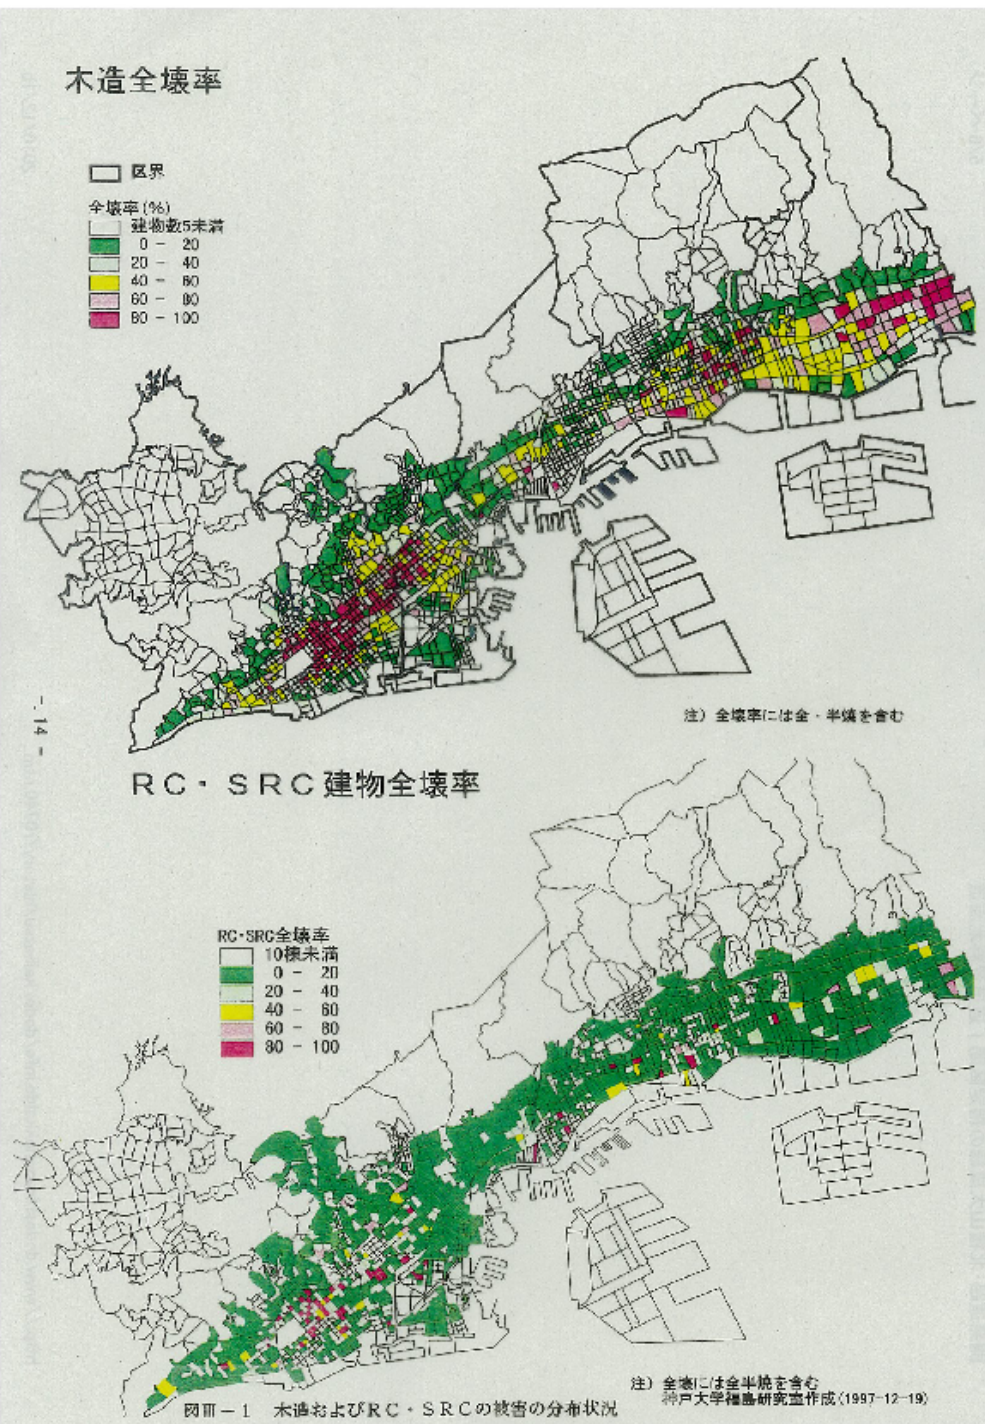 木造全壊率
区界
全壊率(%)
建物数5未満
0 - 20
20 - 40
40 - 60
60 - 80
80 - 100
- 14 -
注) 全壊率には全・半焼を含む
RC・SRC建物全壊率
RC・SRC全壊率
10棟未満
0 - 20
20 - 40
40 - 60
60 - 80
80 - 100
注) 全壊には全半焼を含む
神戸大学福島研究室作成(1997-12-19)
図Ⅲ-1 木造およびRC・SRCの被害の分布状況